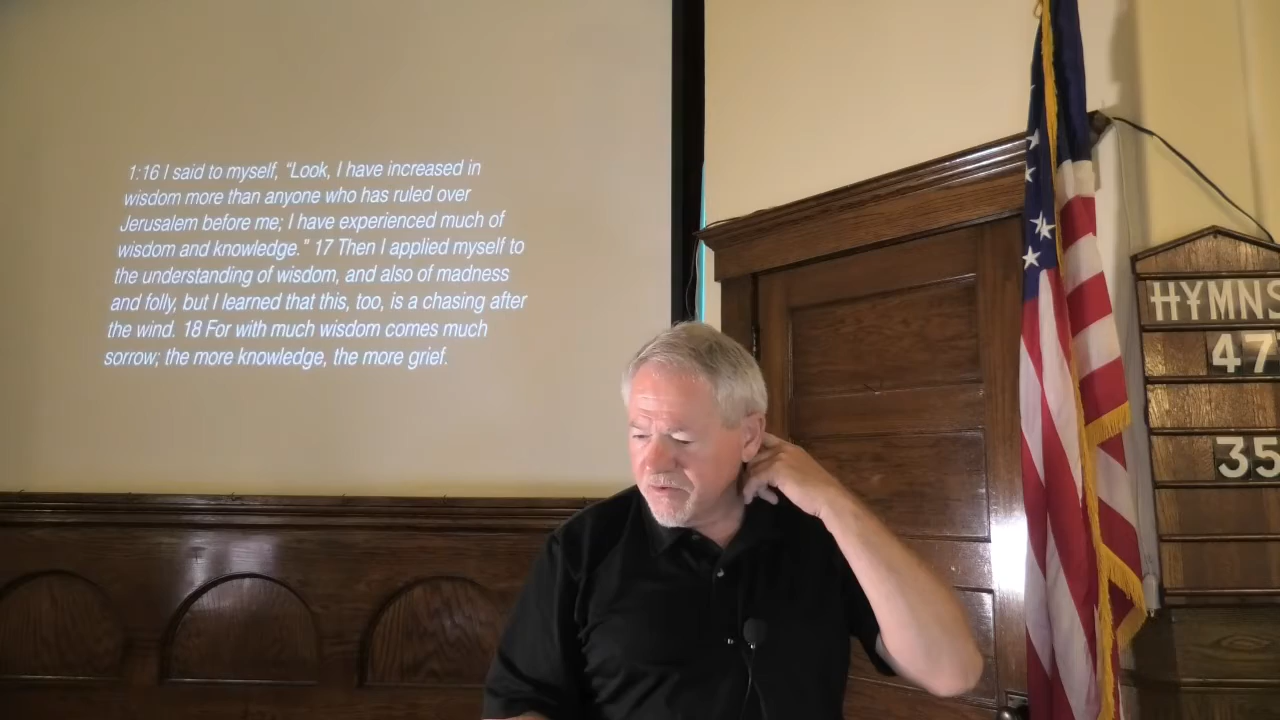 1:16 I said to myself, “Look, I have increased in
wisdom more than anyone who has ruled over
Jerusalem before me; I have experienced much of
wisdom and knowledge.” 17 Then I applied myself to
the understanding of wisdom, and also of madness
and folly, but I learned that this, too, is a chasing after
the wind. 18 For with much wisdom comes much
sorrow; the more knowledge, the more grief.
HYMNS
47
35